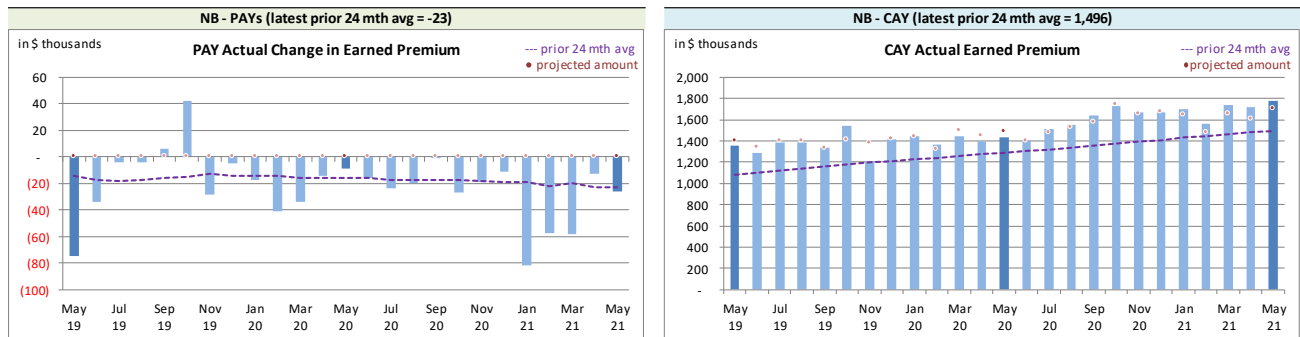 NB - PAYs (latest prior 24 mth avg = -23)
in $ thousands
PAY Actual Change in Earned Premium
--- prior 24 mth avg
• projected amount
60
40
20
-
(20)
(40)
(60)
(80)
(100)
May Jul Sep Nov Jan Mar May Jul Sep Nov Jan Mar May
19 19 19 19 20 20 20 20 20 20 21 21 21
NB - CAY (latest prior 24 mth avg = 1,496)
in $ thousands
CAY Actual Earned Premium
--- prior 24 mth avg
• projected amount
2,000
1,800
1,600
1,400
1,200
1,000
800
600
400
200
-
May Jul Sep Nov Jan Mar May Jul Sep Nov Jan Mar May
19 19 19 19 20 20 20 20 20 20 21 21 21